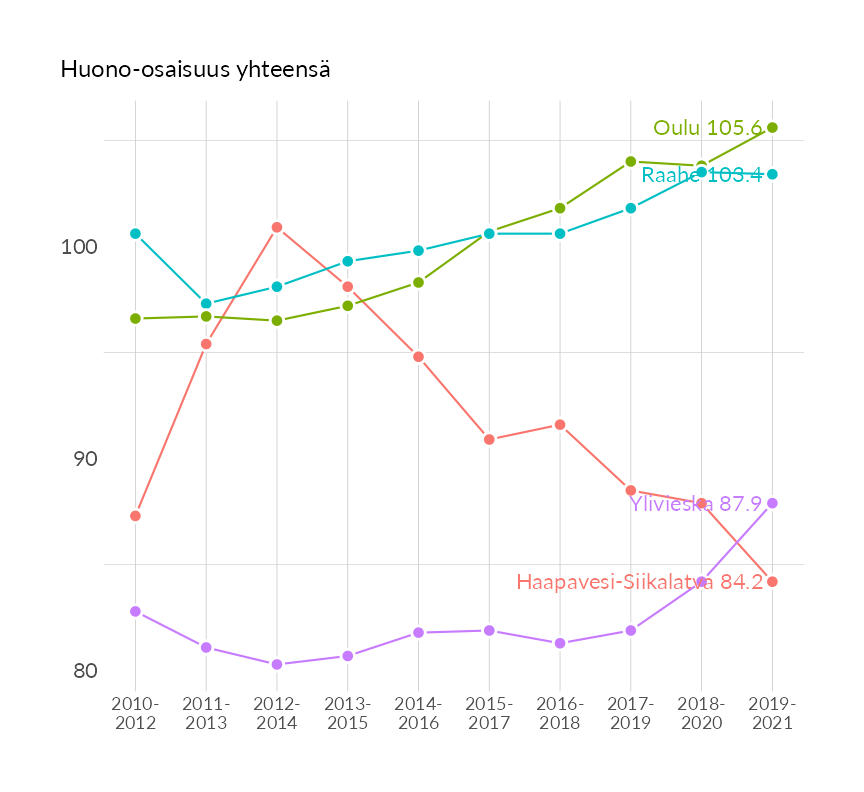 Huono-osaisuus yhteensä
Oulu 105.6
Raahe 103.4
100
90
Ylivieska 87.9
Haapavesi-Siikalatva 84.2
80
2010-2012 2011-2013 2012-2014 2013-2015 2014-2016 2015-2017 2016-2018 2017-2019 2018-2020 2019-2021